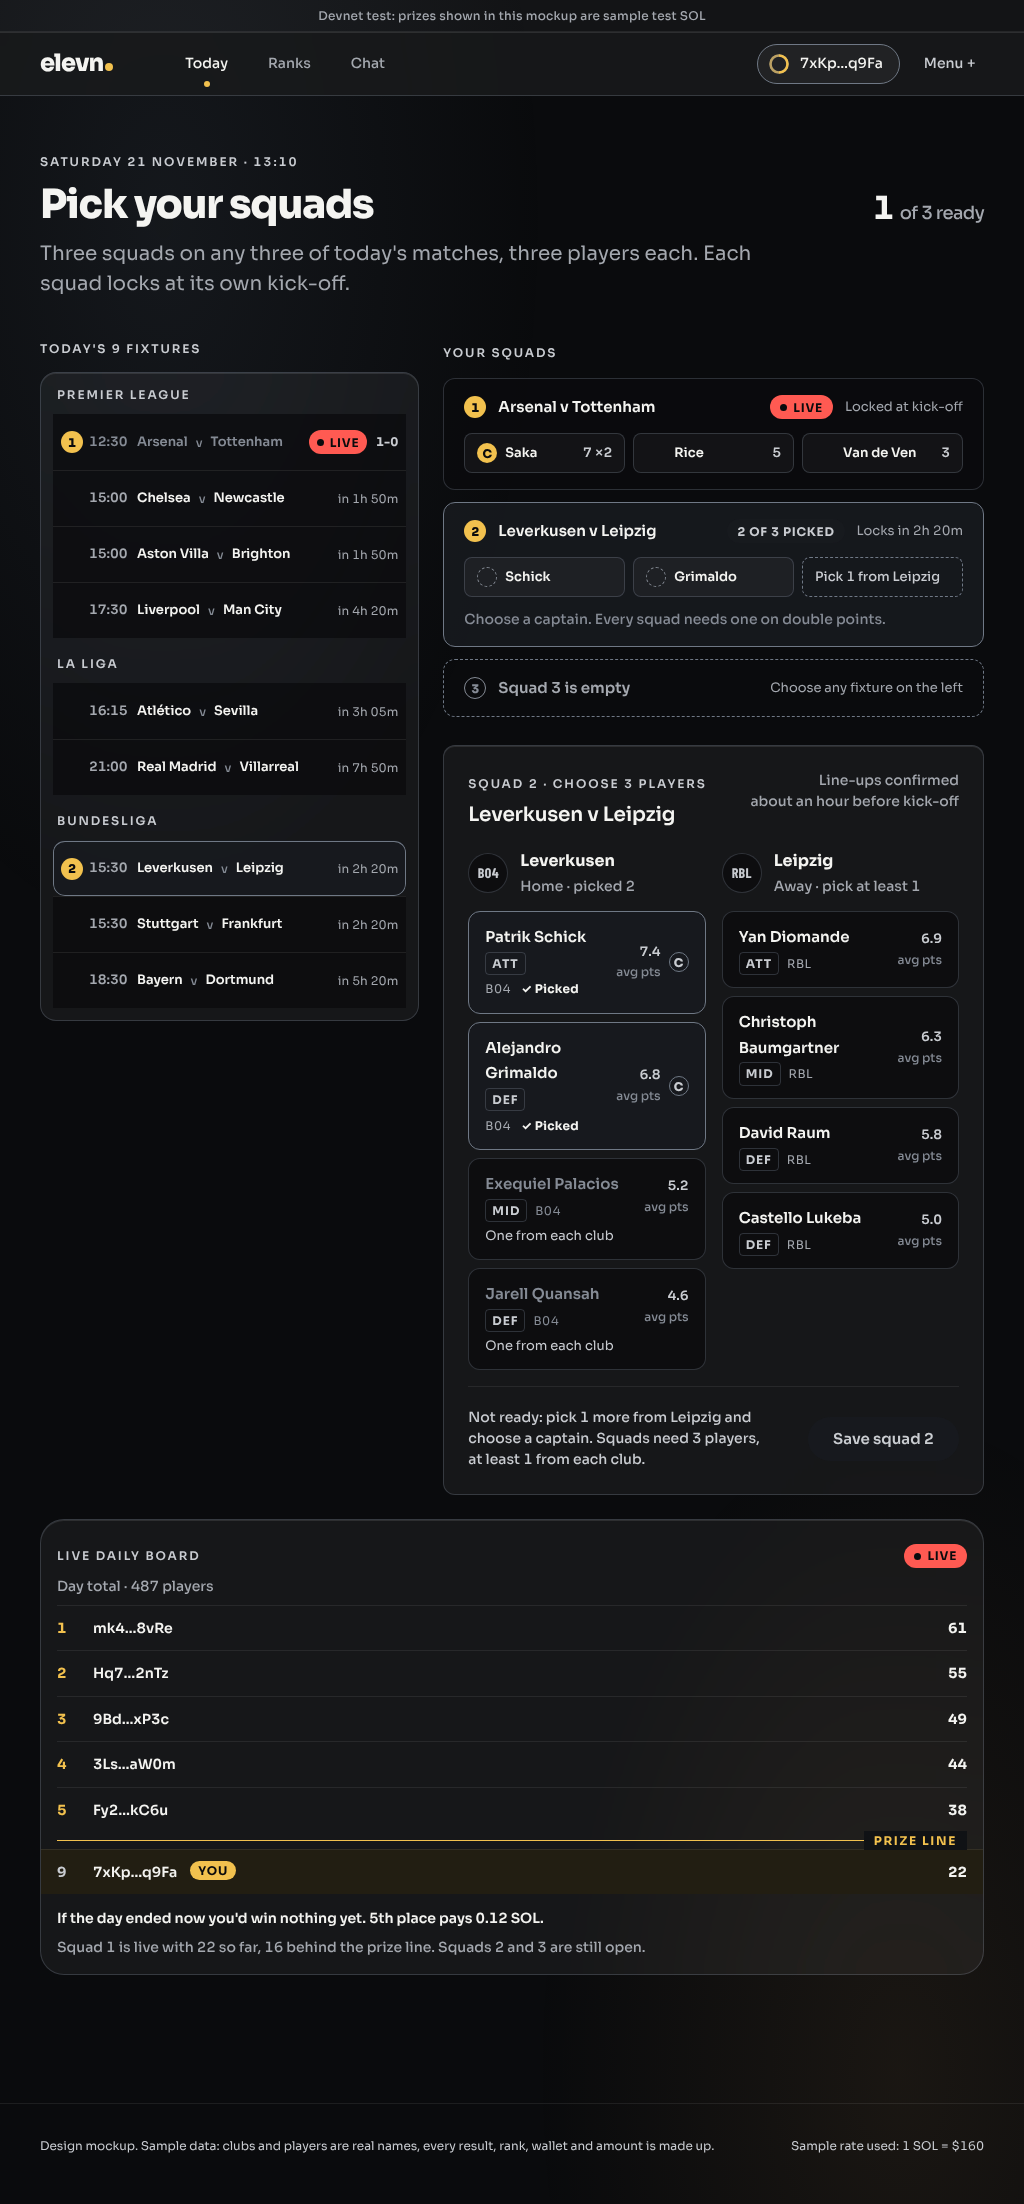 Devnet test: prizes shown in this mockup are sample test SOL
elevn.
Today
Ranks
Chat
7xKp...q9Fa
Menu +
SATURDAY 21 NOVEMBER · 13:10
Pick your squads
1 of 3 ready
Three squads on any three of today's matches, three players each. Each
squad locks at its own kick-off.
TODAY'S 9 FIXTURES
PREMIER LEAGUE
1 12:30 Arsenal v Tottenham LIVE 1-0
15:00 Chelsea v Newcastle in 1h 50m
15:00 Aston Villa v Brighton in 1h 50m
17:30 Liverpool v Man City in 4h 20m
LA LIGA
16:15 Atlético v Sevilla in 3h 05m
21:00 Real Madrid v Villarreal in 7h 50m
BUNDESLIGA
2 15:30 Leverkusen v Leipzig in 2h 20m
15:30 Stuttgart v Frankfurt in 2h 20m
18:30 Bayern v Dortmund in 5h 20m
YOUR SQUADS
1 Arsenal v Tottenham LIVE Locked at kick-off
C Saka 7 ×2
Rice 5
Van de Ven 3
2 Leverkusen v Leipzig 2 OF 3 PICKED Locks in 2h 20m
Schick
Grimaldo
Pick 1 from Leipzig
Choose a captain. Every squad needs one on double points.
3 Squad 3 is empty Choose any fixture on the left
SQUAD 2 · CHOOSE 3 PLAYERS
Leverkusen v Leipzig
Line-ups confirmed
about an hour before kick-off
B04 Leverkusen
Home · picked 2
Patrik Schick
ATT
B04 ✓ Picked
7.4
avg pts
C
Alejandro
Grimaldo
DEF
B04 ✓ Picked
6.8
avg pts
C
Exequiel Palacios
MID B04
One from each club
5.2
avg pts
Jarell Quansah
DEF B04
One from each club
4.6
avg pts
RBL Leipzig
Away · pick at least 1
Yan Diomande
ATT RBL
6.9
avg pts
Christoph
Baumgartner
MID RBL
6.3
avg pts
David Raum
DEF RBL
5.8
avg pts
Castello Lukeba
DEF RBL
5.0
avg pts
Not ready: pick 1 more from Leipzig and
choose a captain. Squads need 3 players,
at least 1 from each club.
Save squad 2
LIVE DAILY BOARD
LIVE
Day total · 487 players
1 mk4...8vRe 61
2 Hq7...2nTz 55
3 9Bd...xP3c 49
4 3Ls...aW0m 44
5 Fy2...kC6u 38
PRIZE LINE
9 7xKp...q9Fa YOU 22
If the day ended now you'd win nothing yet. 5th place pays 0.12 SOL.
Squad 1 is live with 22 so far, 16 behind the prize line. Squads 2 and 3 are still open.
Design mockup. Sample data: clubs and players are real names, every result, rank, wallet and amount is made up.
Sample rate used: 1 SOL = $160